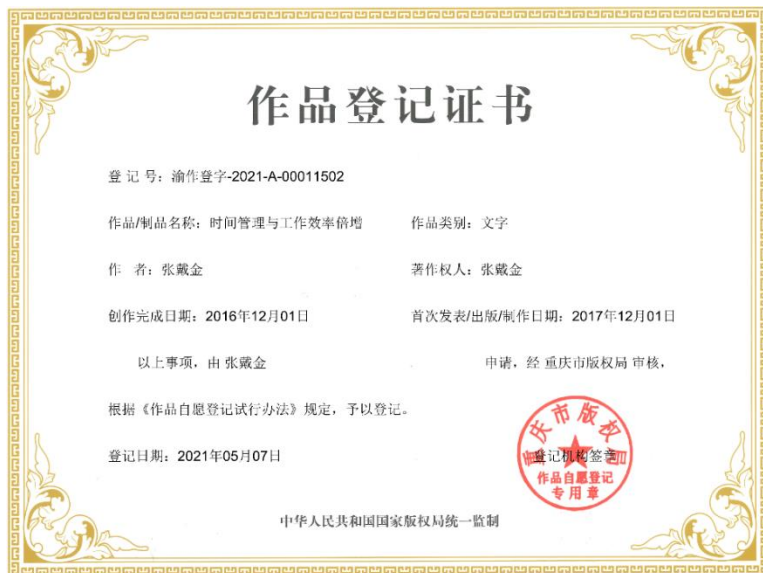 作品登记证书
登 记 号：渝作登字-2021-A-00011502
作品/制品名称：时间管理与工作效率倍增 作品类别：文字
作 者：张戴金 著作权人：张戴金
创作完成日期：2016年12月01日 首次发表/出版/制作日期：2017年12月01日
以上事项，由 张戴金 申请，经 重庆市版权局 审核，
根据《作品自愿登记试行办法》规定，予以登记。
登记日期：2021年05月07日 登记机构签章
重庆市版权局
作品自愿登记
专用章
中华人民共和国国家版权局统一监制